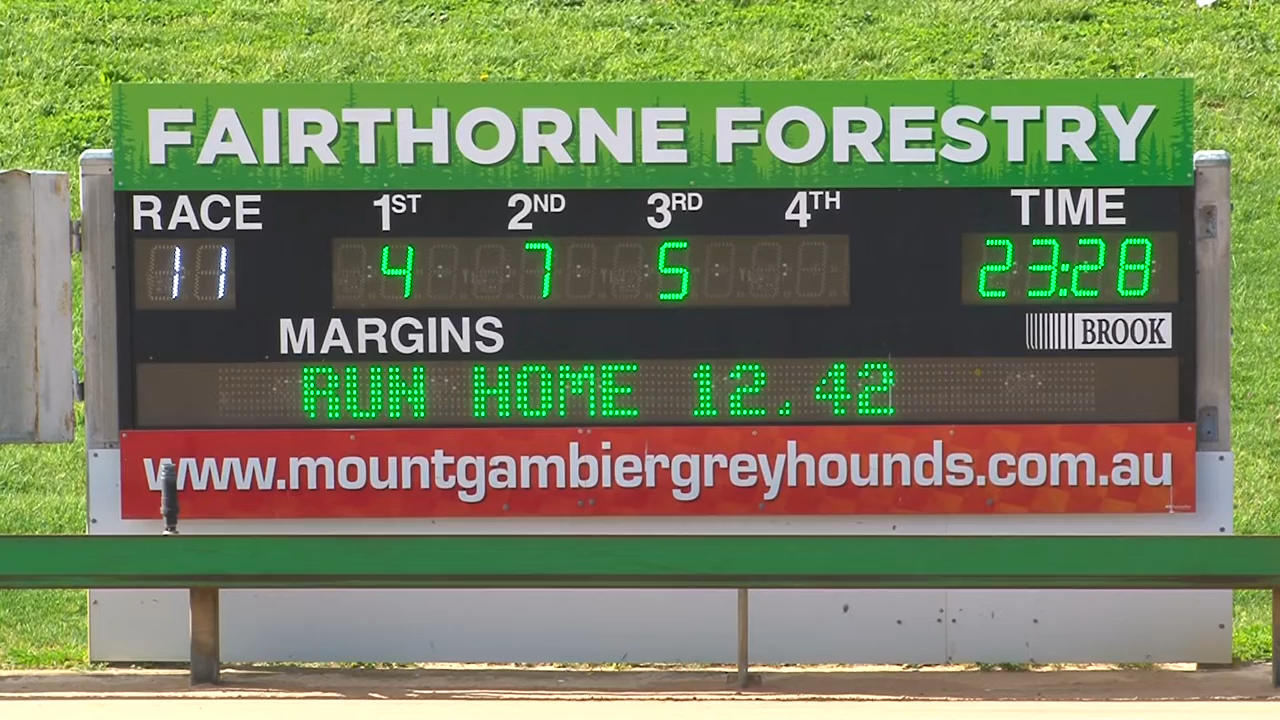 FAIRTHORNE FORESTRY
RACE 1ST 2ND 3RD 4TH TIME
11 4 7 5 23:28
MARGINS BROOK
RUN HOME 12.42
www.mountgambiergreyhounds.com.au